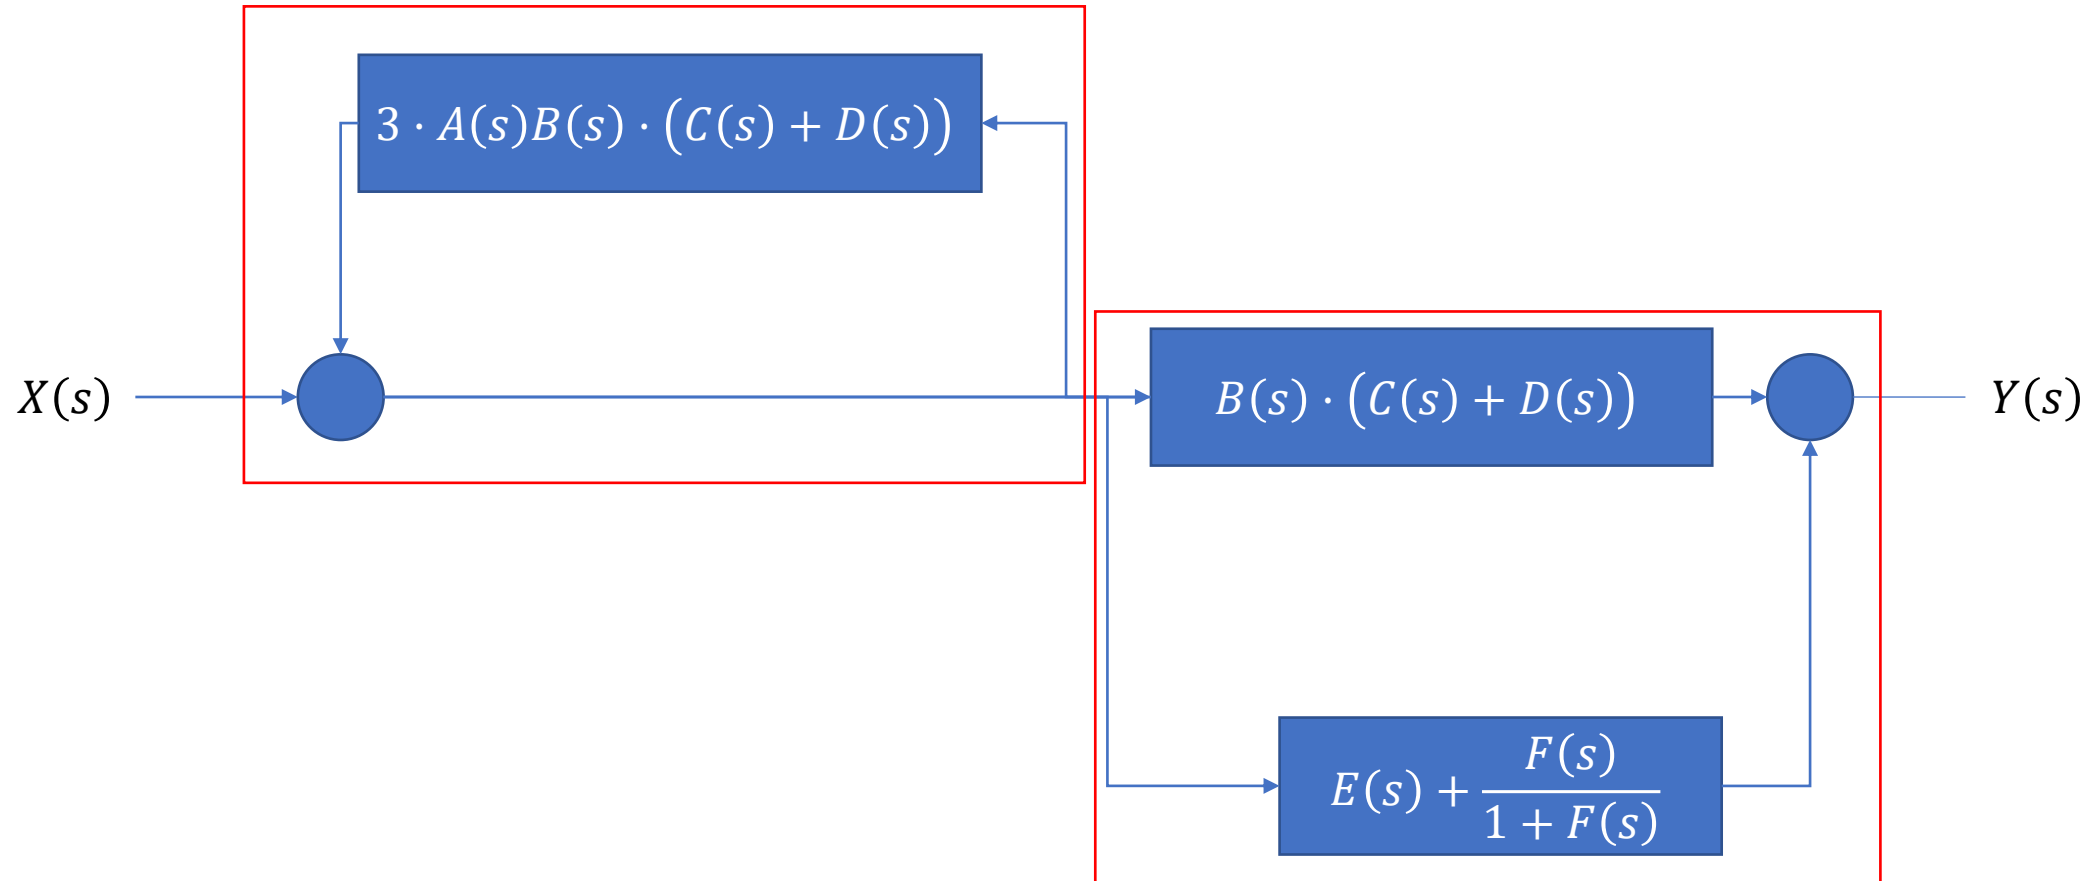 3 · A(s)B(s) · (C(s) + D(s))
X(s)
B(s) · (C(s) + D(s))
Y(s)
E(s) + F(s) / 1 + F(s)